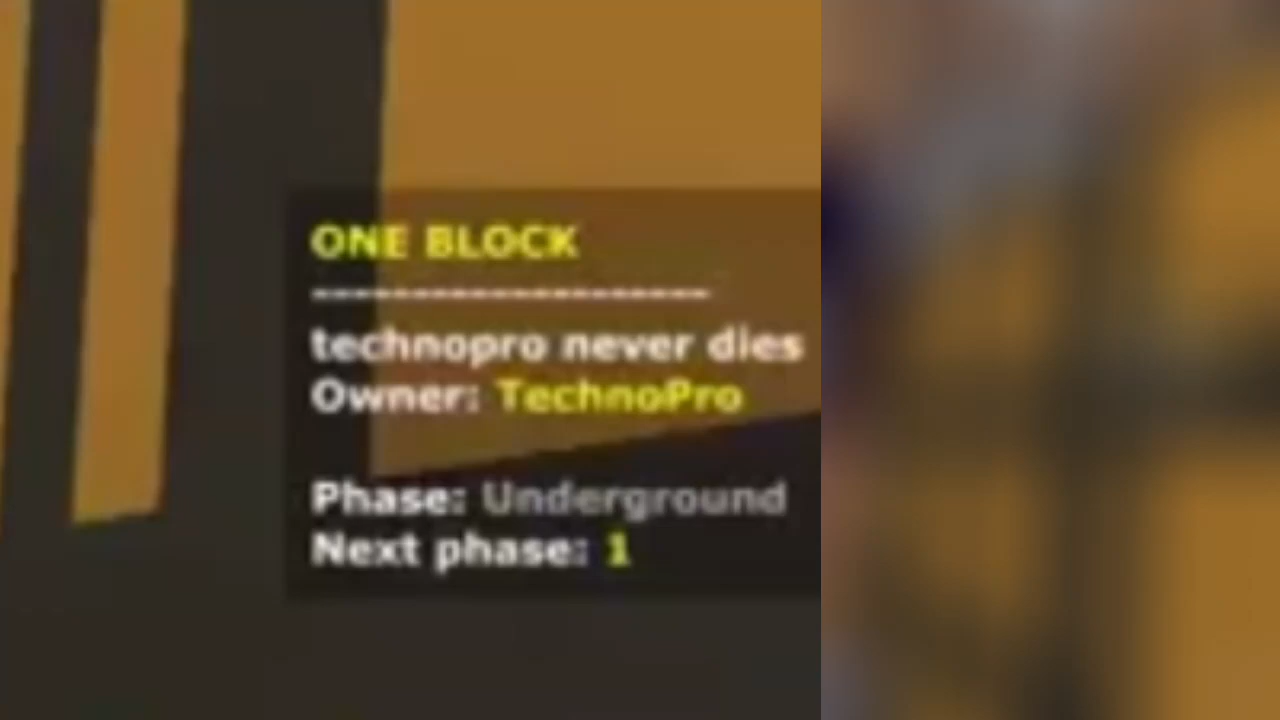 ONE BLOCK
--------------------
technopro never dies
Owner: TechnoPro
Phase: Underground
Next phase: 1